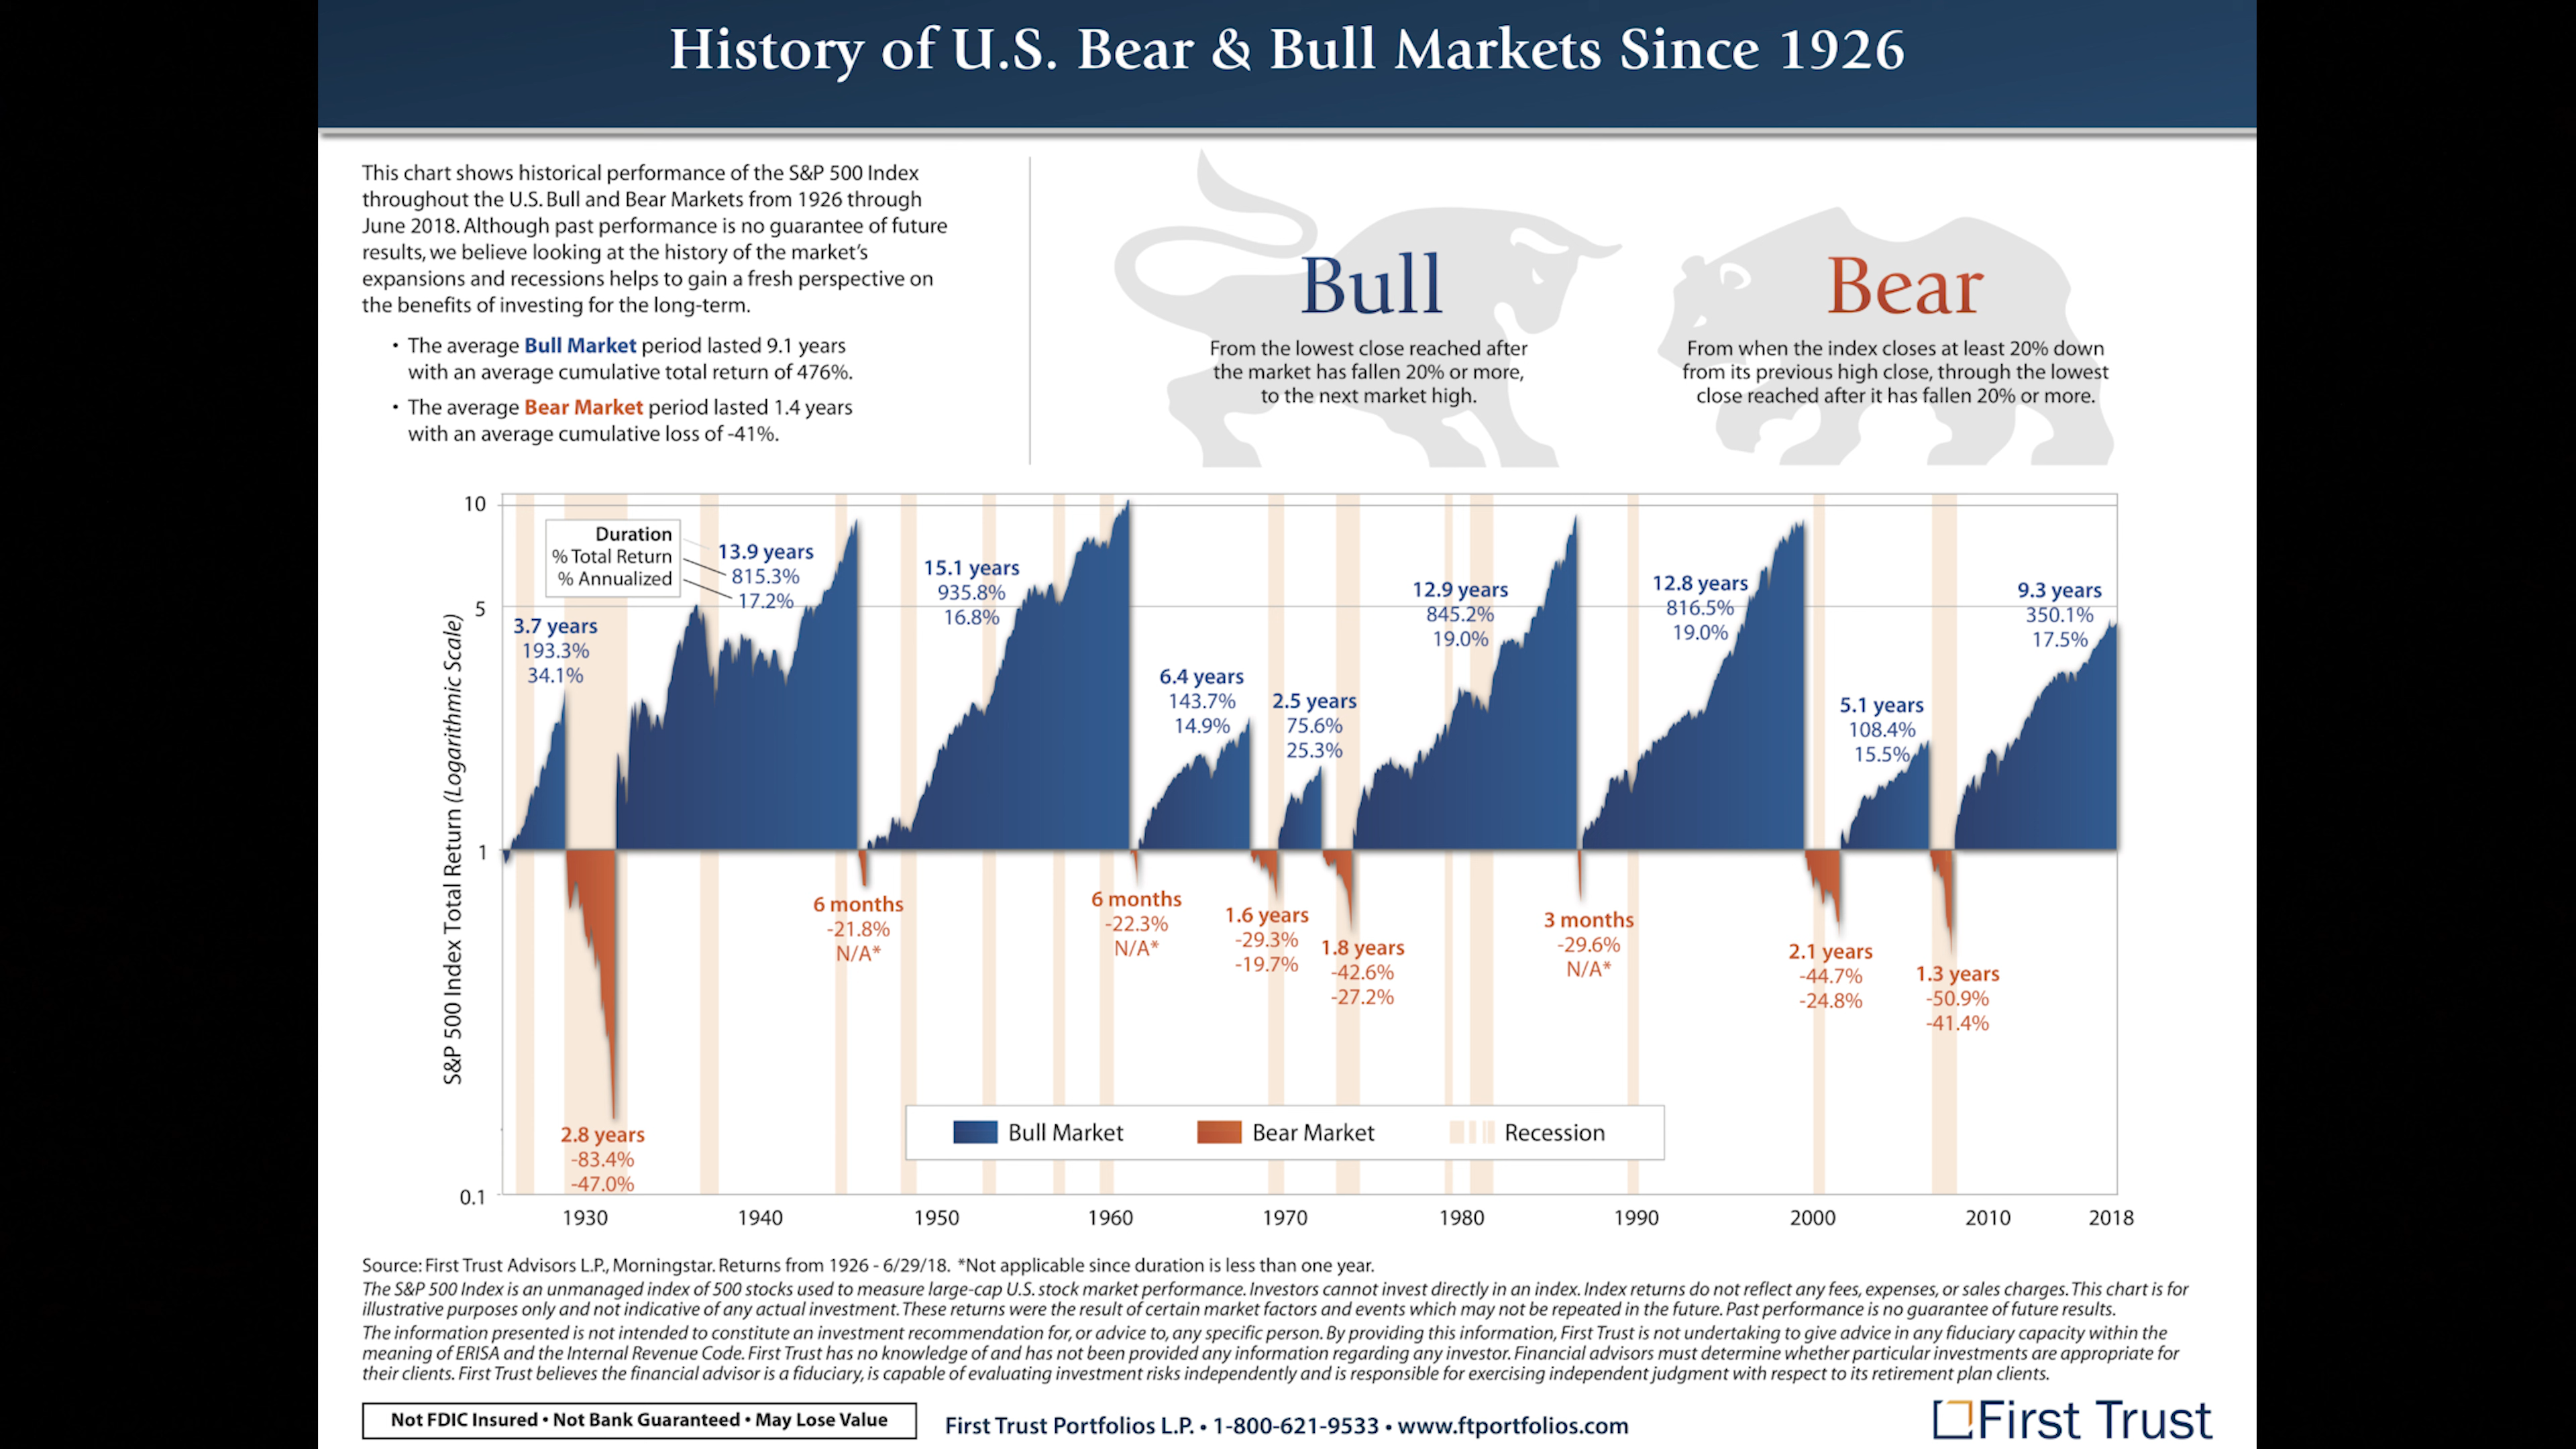 History of U.S. Bear & Bull Markets Since 1926
This chart shows historical performance of the S&P 500 Index
throughout the U.S. Bull and Bear Markets from 1926 through
June 2018. Although past performance is no guarantee of future
results, we believe looking at the history of the market's
expansions and recessions helps to gain a fresh perspective on
the benefits of investing for the long-term.
• The average Bull Market period lasted 9.1 years
with an average cumulative total return of 476%.
• The average Bear Market period lasted 1.4 years
with an average cumulative loss of -41%.
Bull
From the lowest close reached after
the market has fallen 20% or more,
to the next market high.
Bear
From when the index closes at least 20% down
from its previous high close, through the lowest
close reached after it has fallen 20% or more.
S&P 500 Index Total Return (Logarithmic Scale)
10
5
1
0.1
Duration
% Total Return
% Annualized
3.7 years
193.3%
34.1%
13.9 years
815.3%
17.2%
15.1 years
935.8%
16.8%
6.4 years
143.7%
14.9%
2.5 years
75.6%
25.3%
12.9 years
845.2%
19.0%
12.8 years
816.5%
19.0%
5.1 years
108.4%
15.5%
9.3 years
350.1%
17.5%
2.8 years
-83.4%
-47.0%
6 months
-21.8%
N/A*
6 months
-22.3%
N/A*
1.6 years
-29.3%
-19.7%
1.8 years
-42.6%
-27.2%
3 months
-29.6%
N/A*
2.1 years
-44.7%
-24.8%
1.3 years
-50.9%
-41.4%
Bull Market
Bear Market
Recession
1930
1940
1950
1960
1970
1980
1990
2000
2010
2018
Source: First Trust Advisors L.P., Morningstar. Returns from 1926 - 6/29/18. *Not applicable since duration is less than one year.
The S&P 500 Index is an unmanaged index of 500 stocks used to measure large-cap U.S. stock market performance. Investors cannot invest directly in an index. Index returns do not reflect any fees, expenses, or sales charges. This chart is for
illustrative purposes only and not indicative of any actual investment. These returns were the result of certain market factors and events which may not be repeated in the future. Past performance is no guarantee of future results.
The information presented is not intended to constitute an investment recommendation for, or advice to, any specific person. By providing this information, First Trust is not undertaking to give advice in any fiduciary capacity within the
meaning of ERISA and the Internal Revenue Code. First Trust has no knowledge of and has not been provided any information regarding any investor. Financial advisors must determine whether particular investments are appropriate for
their clients. First Trust believes the financial advisor is a fiduciary, is capable of evaluating investment risks independently and is responsible for exercising independent judgment with respect to its retirement plan clients.
Not FDIC Insured • Not Bank Guaranteed • May Lose Value
First Trust Portfolios L.P. • 1-800-621-9533 • www.ftportfolios.com
First Trust